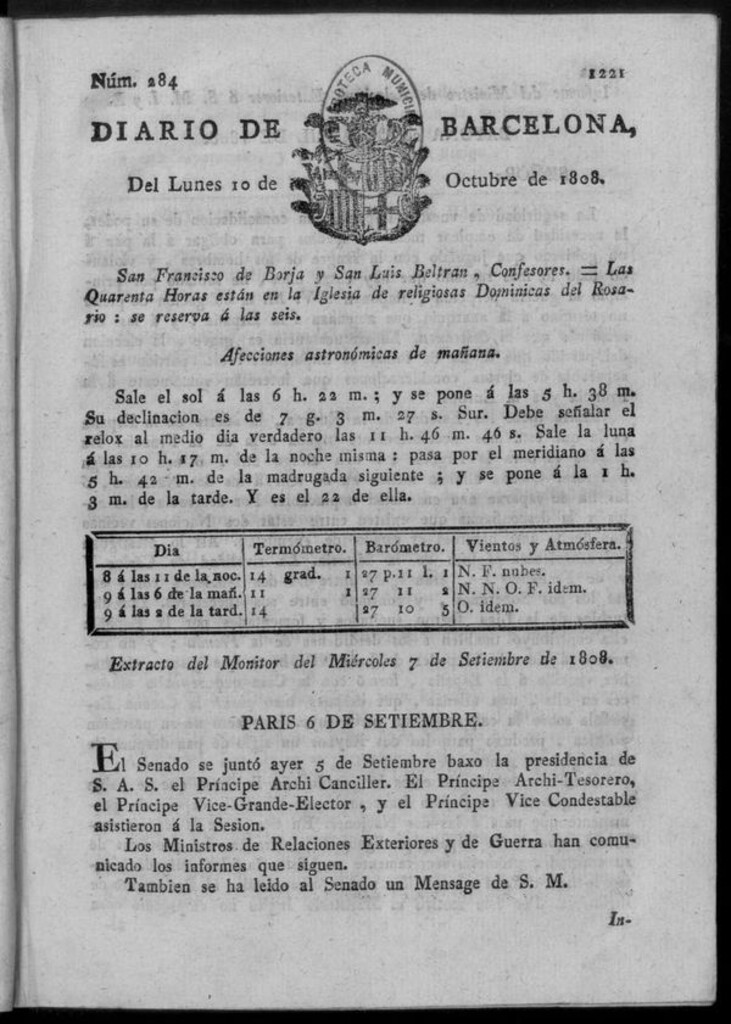 Núm. 284
1221
BIBLIOTECA MUNICIPAL
DIARIO DE BARCELONA,
Del Lunes 10 de Octubre de 1808.
San Francisco de Borja y San Luis Beltran, Confesores. = Las
Quarenta Horas están en la Iglesia de religiosas Dominicas del Rosa-
rio : se reserva á las seis.
Afecciones astronómicas de mañana.
Sale el sol á las 6 h. 22 m. ; y se pone á las 5 h. 38 m.
Su declinacion es de 7 g. 3 m. 27 s. Sur. Debe señalar el
relox al medio dia verdadero las 11 h. 46 m. 46 s. Sale la luna
á las 10 h. 17 m. de la noche misma : pasa por el meridiano á las
5 h. 42 m. de la madrugada siguiente ; y se pone á la 1 h.
3 m. de la tarde. Y es el 22 de ella.
Dia Termómetro. Barómetro. Vientos y Atmósfera.
8 á las 11 de la noc. 14 grad. 1 27 p. 11 l. 1 N. F. nubes.
9 á las 6 de la mañ. 11 1 27 11 2 N. N. O. F. idem.
9 á las 2 de la tard. 14 27 10 5 O. idem.
Extracto del Monitor del Miércoles 7 de Setiembre de 1808.
PARIS 6 DE SETIEMBRE.
El Senado se juntó ayer 5 de Setiembre baxo la presidencia de
S. A. S. el Príncipe Archi Canciller. El Príncipe Archi-Tesorero,
el Príncipe Vice-Grande-Elector, y el Príncipe Vice Condestable
asistieron á la Sesion.
Los Ministros de Relaciones Exteriores y de Guerra han comu-
nicado los informes que siguen.
Tambien se ha leido al Senado un Mensage de S. M.
In-